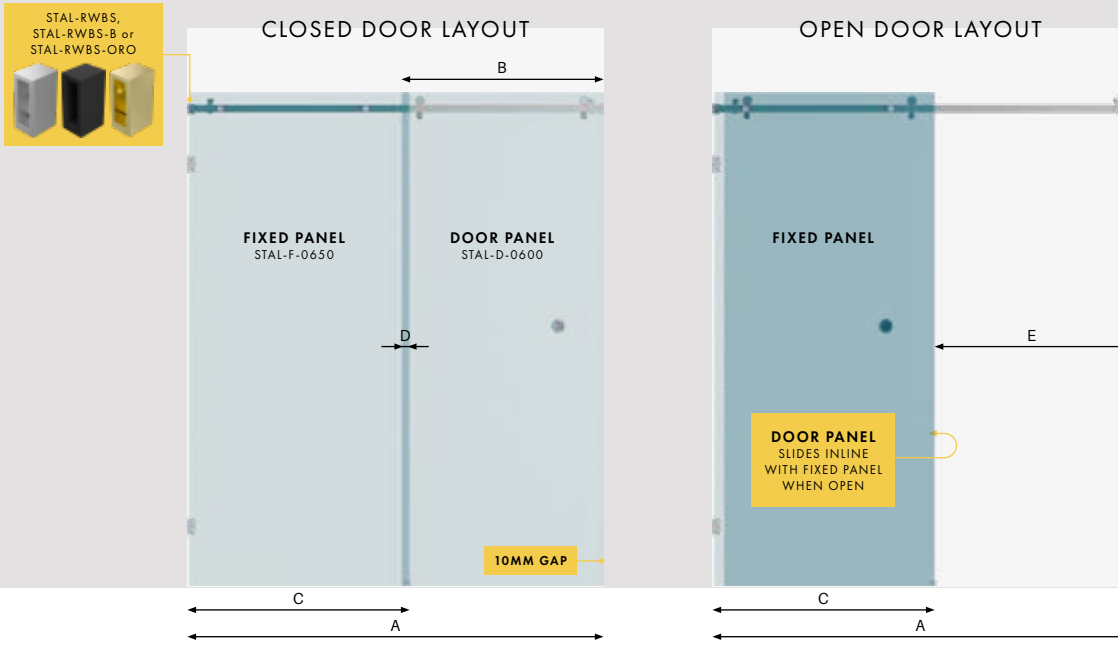 STAL-RWBS,
STAL-RWBS-B or
STAL-RWBS-ORO
CLOSED DOOR LAYOUT
B
FIXED PANEL
STAL-F-0650
DOOR PANEL
STAL-D-0600
D
10MM GAP
C
A
OPEN DOOR LAYOUT
FIXED PANEL
E
DOOR PANEL
SLIDES INLINE
WITH FIXED PANEL
WHEN OPEN
C
A